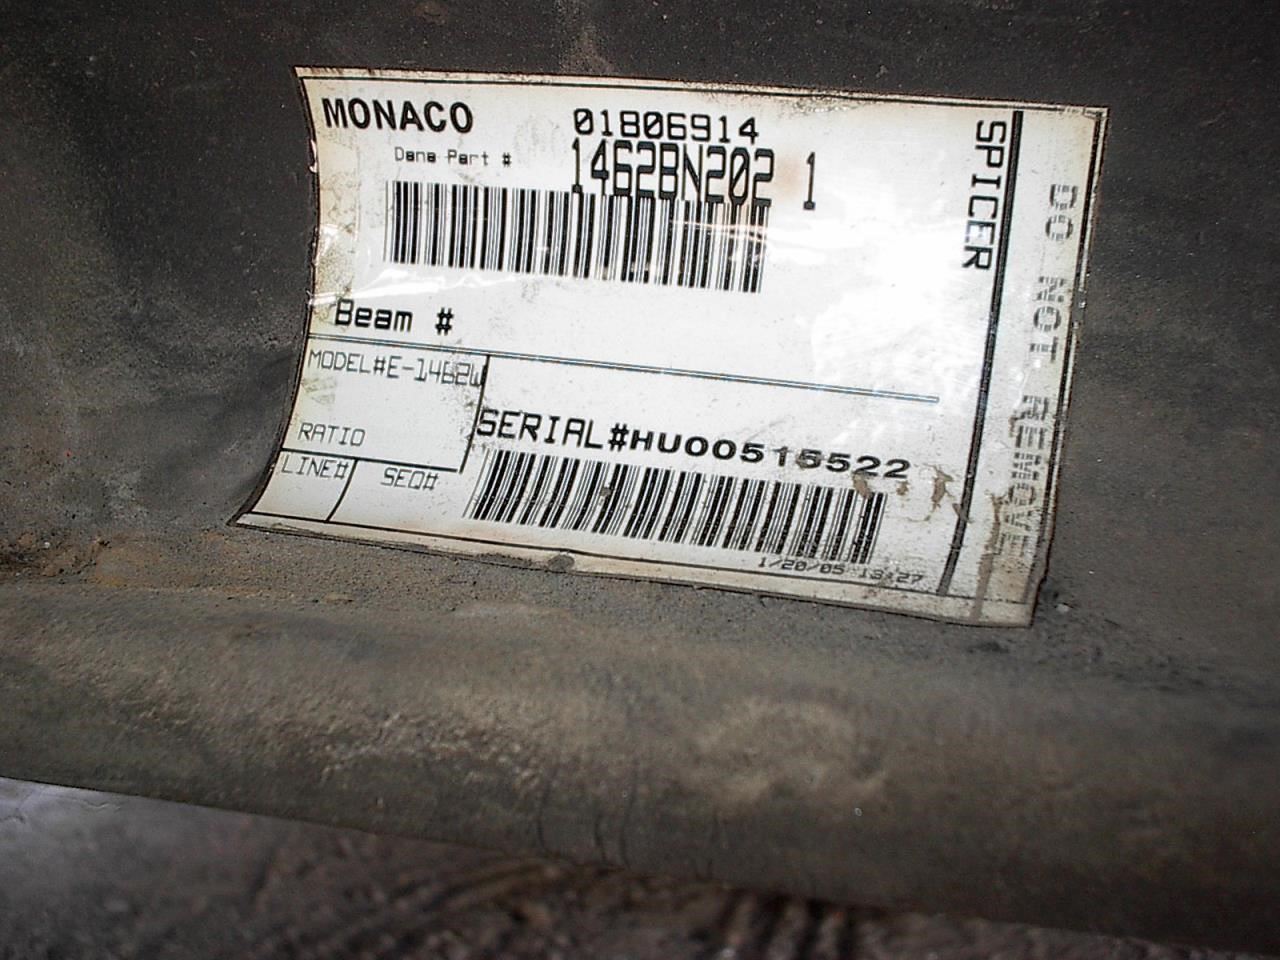 MONACO 01806914
Dana Part # 1462BN202 1
Beam #
MODEL#E-1462W
SERIAL#HU00515522
RATIO
LINE# SEQ#
1/20/05 13:27
SPICER
DO NOT REMOVE